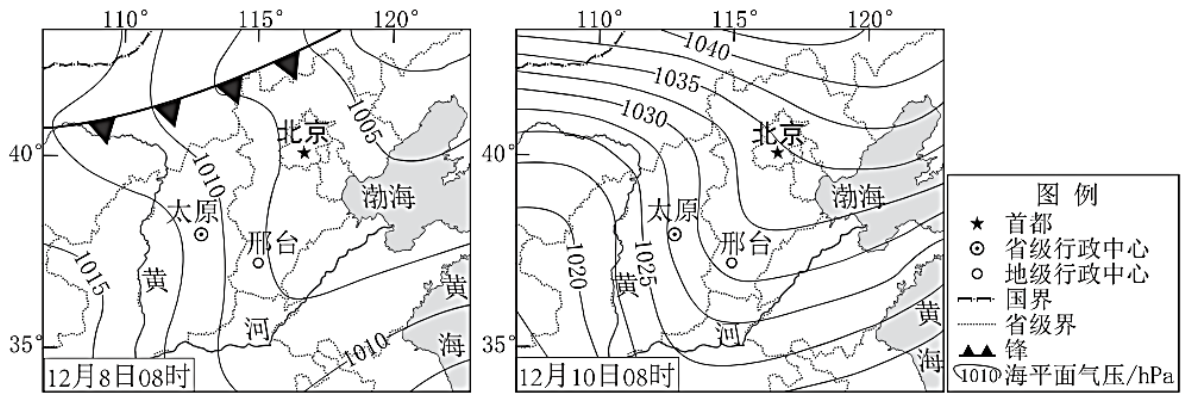 110° 115° 120°
1005
北京
40°
1010
渤海
太原
邢台
1015
黄
黄
河
35°
1010
海
12月8日08时
110° 115° 120°
1040
1035
1030
北京
40°
渤海
太原
邢台
1020
黄
1025
黄
河
35°
海
12月10日08时
图 例
首都
省级行政中心
地级行政中心
国界
省级界
锋
1010 海平面气压/hPa